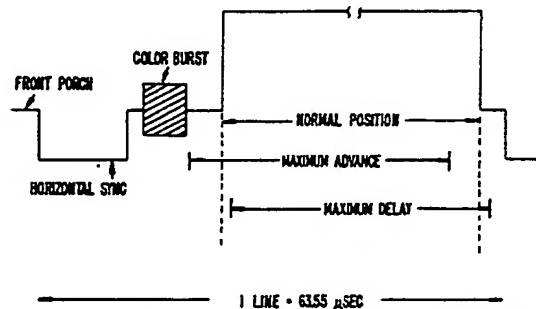 COLOR BURST
FRONT PORCH
NORMAL POSITION
MAXIMUM ADVANCE
HORIZONTAL SYNC
MAXIMUM DELAY
1 LINE = 63.55 μSEC